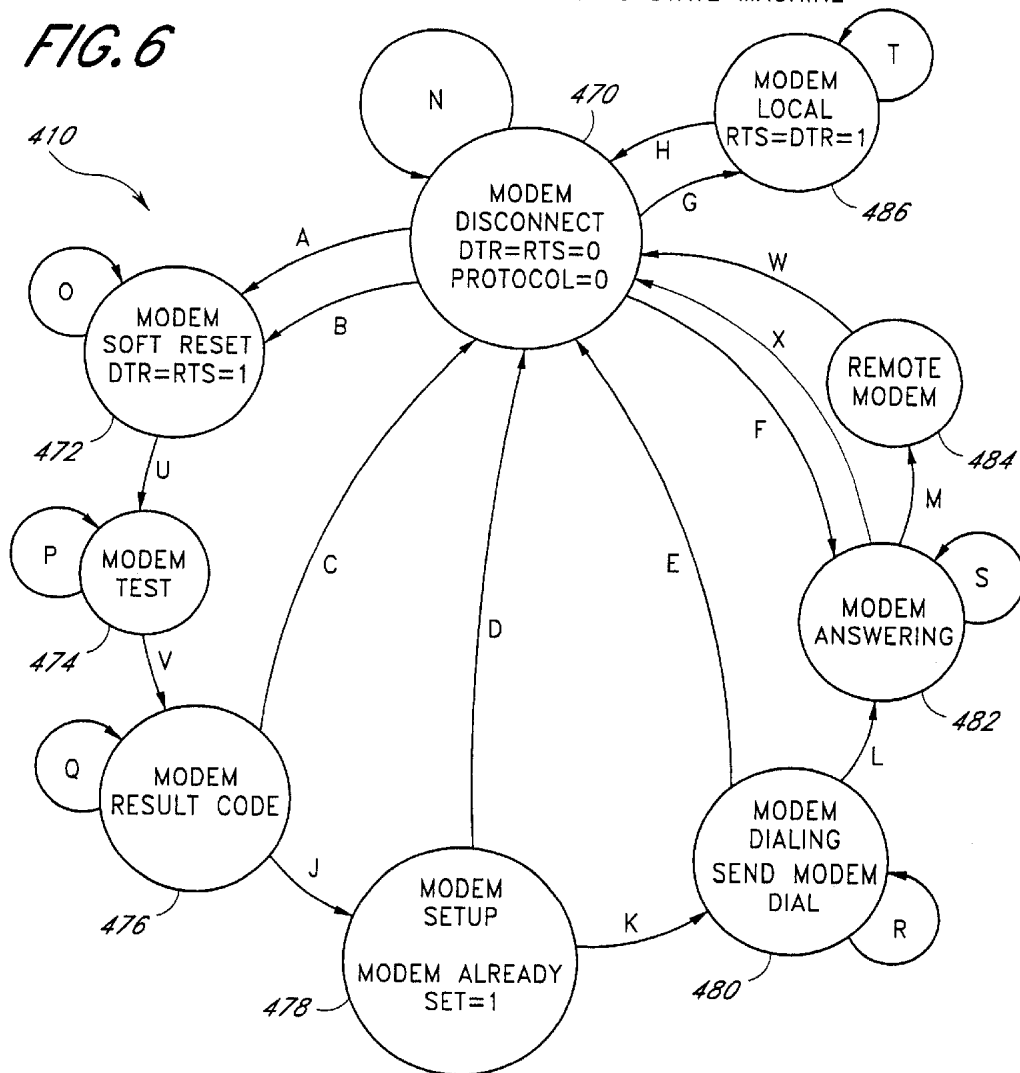 STATE MACHINE
FIG. 6
410
N
470
MODEM
DISCONNECT
DTR=RTS=0
PROTOCOL=0
T
MODEM
LOCAL
RTS=DTR=1
486
H
G
A
B
O
MODEM
SOFT RESET
DTR=RTS=1
472
W
X
F
REMOTE
MODEM
484
U
M
P
MODEM
TEST
474
C
D
E
S
MODEM
ANSWERING
482
V
L
Q
MODEM
RESULT CODE
476
J
MODEM
SETUP
MODEM ALREADY
SET=1
478
K
MODEM
DIALING
SEND MODEM
DIAL
480
R